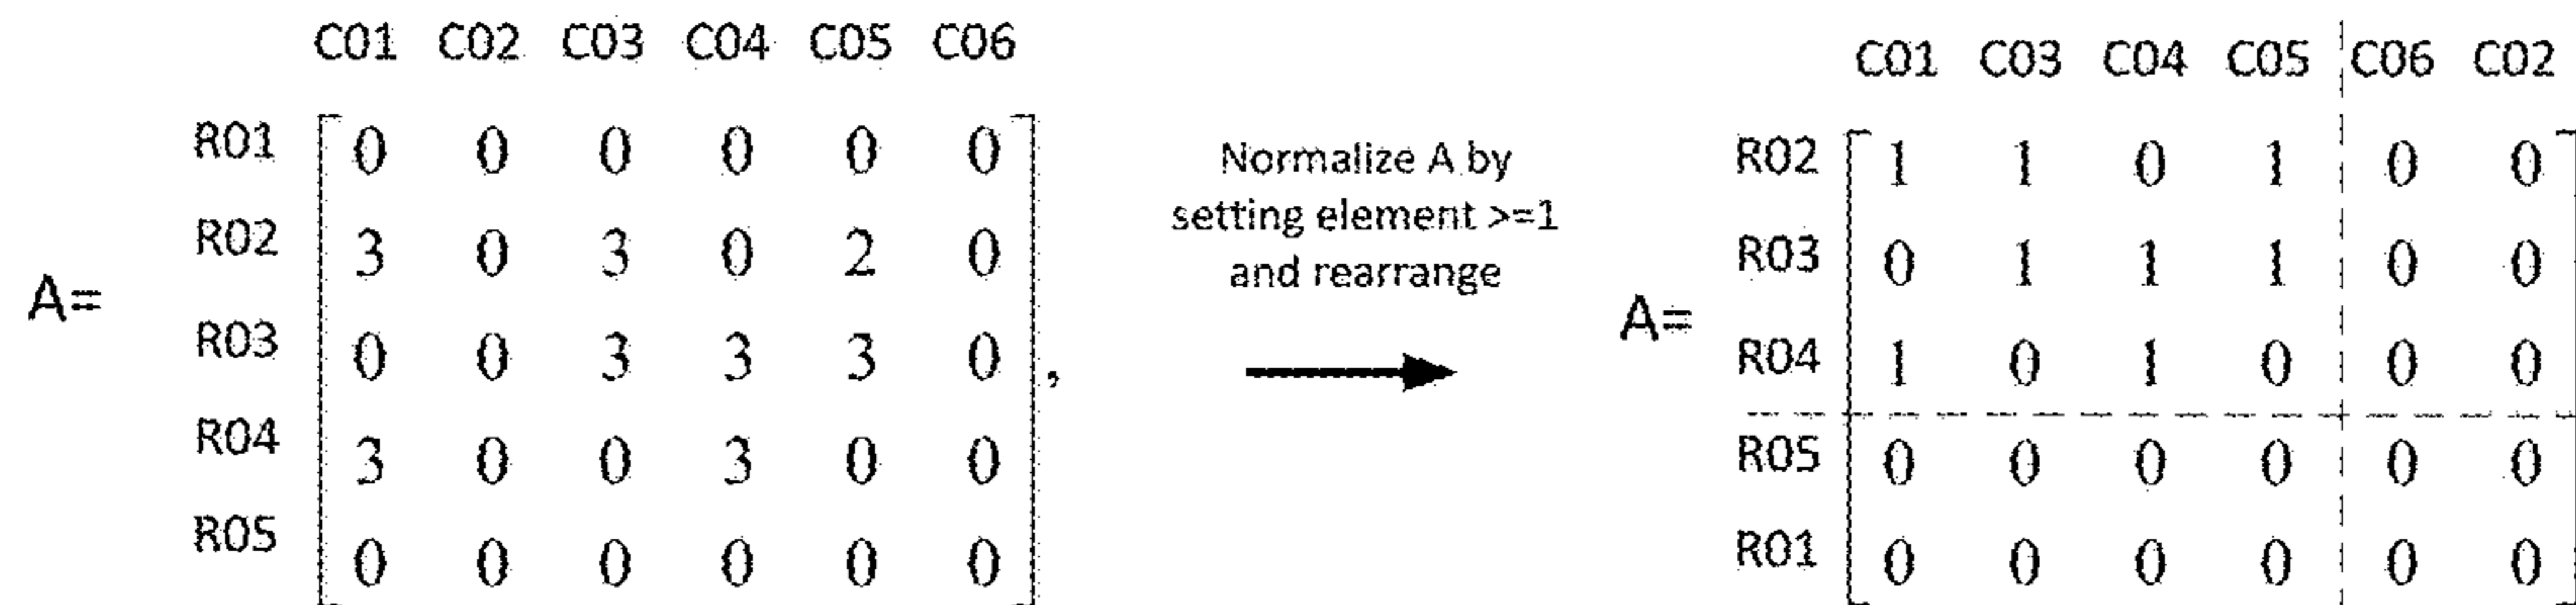 C01 C02 C03 C04 C05 C06
A=
R01 0 0 0 0 0 0
R02 3 0 3 0 2 0
R03 0 0 3 3 3 0 ,
R04 3 0 0 3 0 0
R05 0 0 0 0 0 0
Normalize A by
setting element >=1
and rearrange
C01 C03 C04 C05 C06 C02
A=
R02 1 1 0 1 0 0
R03 0 1 1 1 0 0
R04 1 0 1 0 0 0
R05 0 0 0 0 0 0
R01 0 0 0 0 0 0